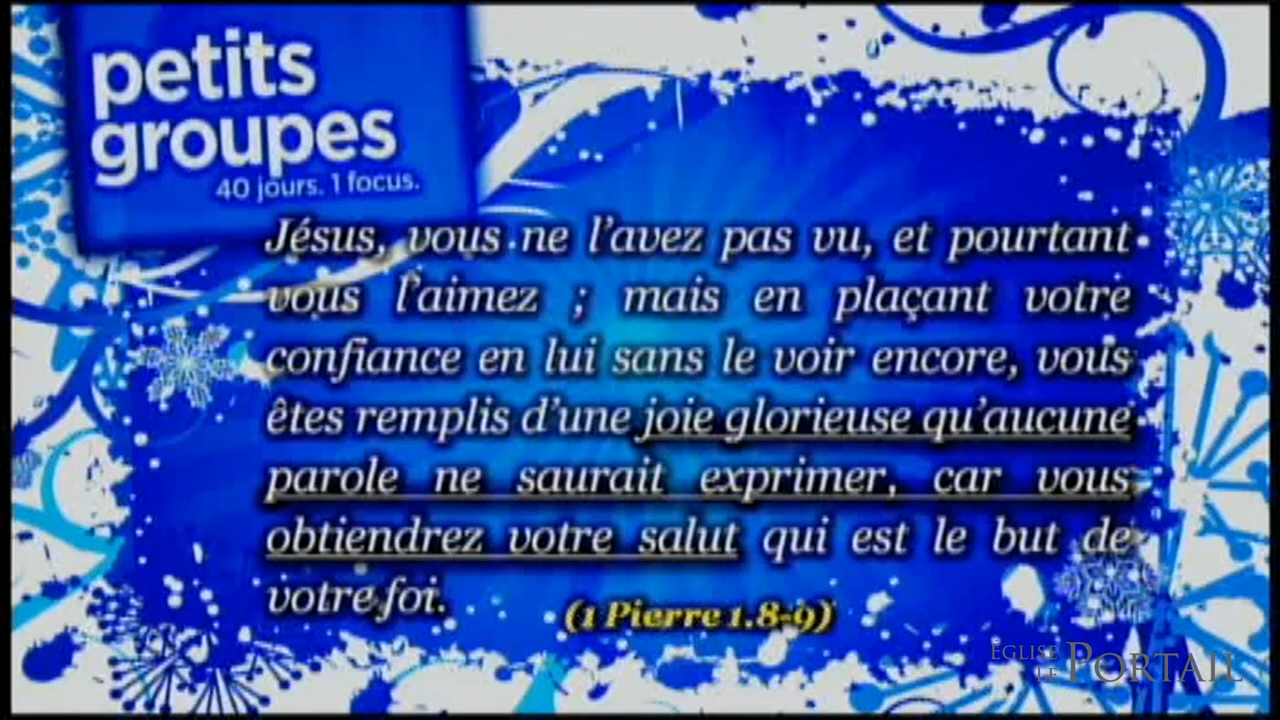 petits
groupes
40 jours. 1 focus.
Jésus, vous ne l'avez pas vu, et pourtant
vous l'aimez ; mais en plaçant votre
confiance en lui sans le voir encore, vous
êtes remplis d'une joie glorieuse qu'aucune
parole ne saurait exprimer, car vous
obtiendrez votre salut qui est le but de
votre foi.
(1 Pierre 1.8-9)
ÉGLISE
LE PORTAIL